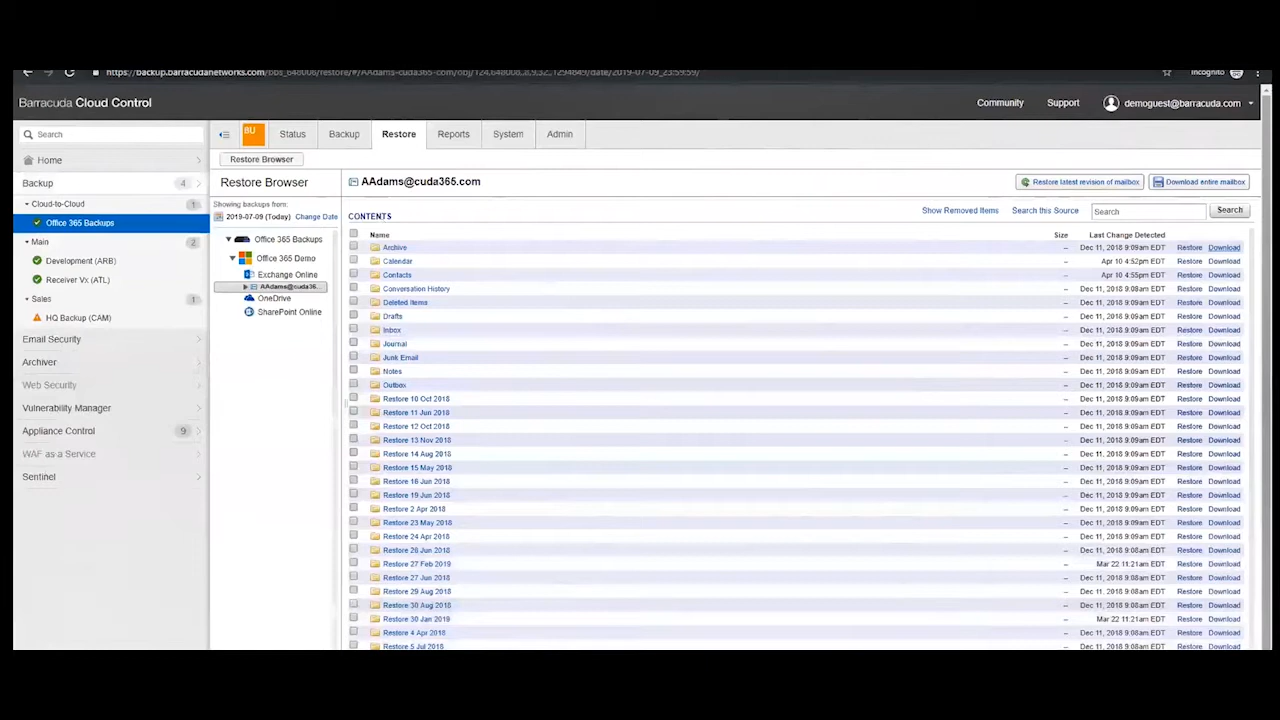 https://backup.barracudanetworks.com/
Incognito
Barracuda Cloud Control
Community
Support
demoguest@barracuda.com
Search
Home
Backup 4
Cloud-to-Cloud 1
Office 365 Backups
Main 2
Development (ARB)
Receiver Vx (ATL)
Sales 1
HQ Backup (CAM)
Email Security
Archiver
Web Security
Vulnerability Manager
Appliance Control 9
WAF as a Service
Sentinel
BU
Status
Backup
Restore
Reports
System
Admin
Restore Browser
Restore Browser
Showing backups from:
2019-07-09 (Today) Change Date
Office 365 Backups
Office 365 Demo
Exchange Online
AAdams@cuda36...
OneDrive
SharePoint Online
AAdams@cuda365.com
Restore latest revision of mailbox
Download entire mailbox
CONTENTS
Show Removed Items
Search this Source
Search
Search
Name Size Last Change Detected
Archive -- Dec 11, 2018 9:09am EDT Restore Download
Calendar -- Apr 10 4:52pm EDT Restore Download
Contacts -- Apr 10 4:55pm EDT Restore Download
Conversation History -- Dec 11, 2018 9:08am EDT Restore Download
Deleted Items -- Dec 11, 2018 9:09am EDT Restore Download
Drafts -- Dec 11, 2018 9:09am EDT Restore Download
Inbox -- Dec 11, 2018 9:09am EDT Restore Download
Journal -- Dec 11, 2018 9:09am EDT Restore Download
Junk Email -- Dec 11, 2018 9:09am EDT Restore Download
Notes -- Dec 11, 2018 9:09am EDT Restore Download
Outbox -- Dec 11, 2018 9:09am EDT Restore Download
Restore 10 Oct 2018 -- Dec 11, 2018 9:09am EDT Restore Download
Restore 11 Jun 2018 -- Dec 11, 2018 9:09am EDT Restore Download
Restore 12 Oct 2018 -- Dec 11, 2018 9:09am EDT Restore Download
Restore 13 Nov 2018 -- Dec 11, 2018 9:09am EDT Restore Download
Restore 14 Aug 2018 -- Dec 11, 2018 9:09am EDT Restore Download
Restore 15 May 2018 -- Dec 11, 2018 9:09am EDT Restore Download
Restore 16 Jun 2018 -- Dec 11, 2018 9:09am EDT Restore Download
Restore 19 Jun 2018 -- Dec 11, 2018 9:09am EDT Restore Download
Restore 2 Apr 2018 -- Dec 11, 2018 9:09am EDT Restore Download
Restore 23 May 2018 -- Dec 11, 2018 9:09am EDT Restore Download
Restore 24 Apr 2018 -- Dec 11, 2018 9:09am EDT Restore Download
Restore 26 Jun 2018 -- Dec 11, 2018 9:09am EDT Restore Download
Restore 27 Feb 2019 -- Mar 22 11:21am EDT Restore Download
Restore 27 Jun 2018 -- Dec 11, 2018 9:09am EDT Restore Download
Restore 29 Aug 2018 -- Dec 11, 2018 9:08am EDT Restore Download
Restore 30 Aug 2018 -- Dec 11, 2018 9:08am EDT Restore Download
Restore 30 Jan 2019 -- Mar 22 11:21am EDT Restore Download
Restore 4 Apr 2018 -- Dec 11, 2018 9:08am EDT Restore Download
Restore 5 Jul 2018 -- Dec 11, 2018 9:08am EDT Restore Download